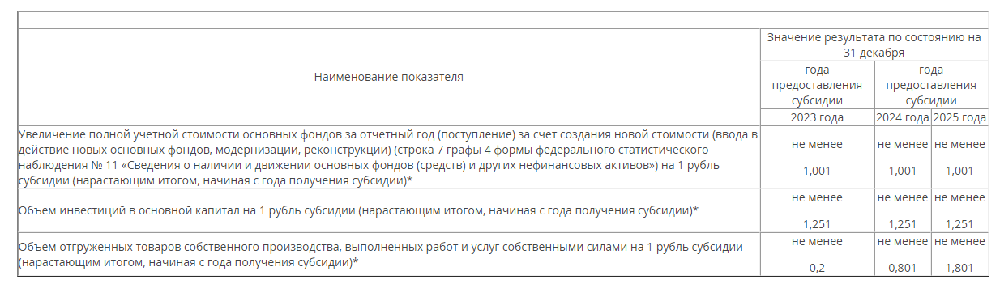 Наименование показателя
Значение результата по состоянию на
31 декабря
года
предоставления
субсидии
года
предоставления
субсидии
2023 года
2024 года
2025 года
Увеличение полной учетной стоимости основных фондов за отчетный год (поступление) за счет создания новой стоимости (ввода в
действие новых основных фондов, модернизации, реконструкции) (строка 7 графы 4 формы федерального статистического
наблюдения № 11 «Сведения о наличии и движении основных фондов (средств) и других нефинансовых активов») на 1 рубль
субсидии (нарастающим итогом, начиная с года получения субсидии)*
не менее
1,001
не менее
1,001
не менее
1,001
Объем инвестиций в основной капитал на 1 рубль субсидии (нарастающим итогом, начиная с года получения субсидии)*
не менее
1,251
не менее
1,251
не менее
1,251
Объем отгруженных товаров собственного производства, выполненных работ и услуг собственными силами на 1 рубль субсидии
(нарастающим итогом, начиная с года получения субсидии)*
не менее
0,2
не менее
0,801
не менее
1,801